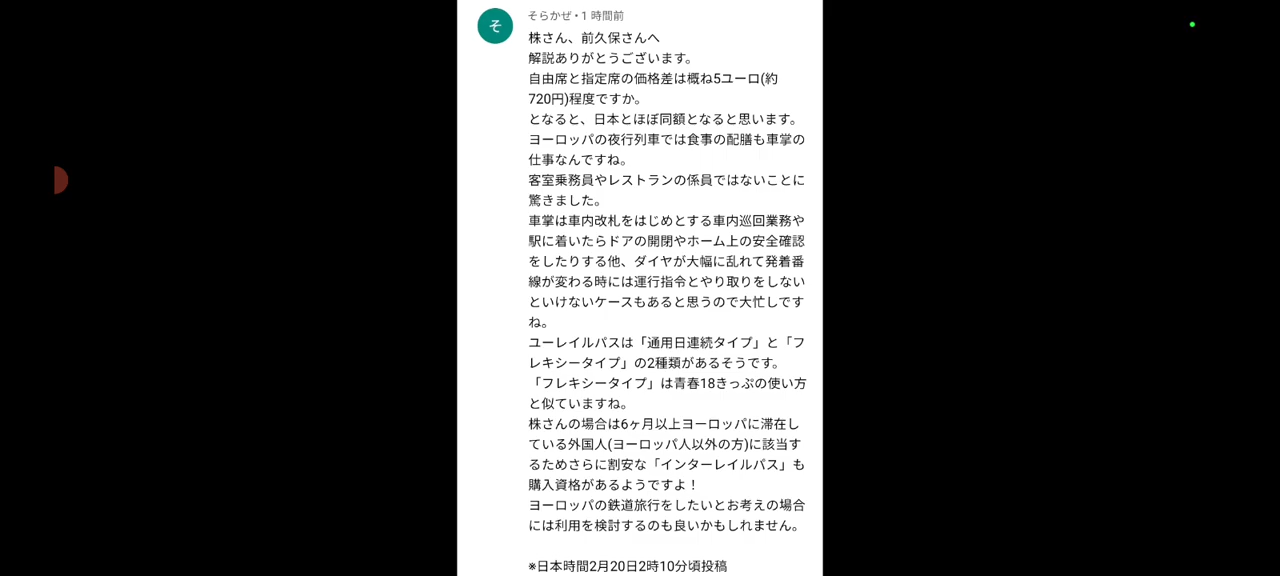 そ
そらかぜ • 1 時間前
株さん、前久保さんへ
解説ありがとうございます。
自由席と指定席の価格差は概ね5ユーロ(約
720円)程度ですか。
となると、日本とほぼ同額となると思います。
ヨーロッパの夜行列車では食事の配膳も車掌の
仕事なんですね。
客室乗務員やレストランの係員ではないことに
驚きました。
車掌は車内改札をはじめとする車内巡回業務や
駅に着いたらドアの開閉やホーム上の安全確認
をしたりする他、ダイヤが大幅に乱れて発着番
線が変わる時には運行指令とやり取りをしない
といけないケースもあると思うので大忙しです
ね。
ユーレイルパスは「通用日連続タイプ」と「フ
レキシータイプ」の2種類があるそうです。
「フレキシータイプ」は青春18きっぷの使い方
と似ていますね。
株さんの場合は6ヶ月以上ヨーロッパに滞在し
ている外国人(ヨーロッパ人以外の方)に該当す
るためさらに割安な「インターレイルパス」も
購入資格があるようですよ！
ヨーロッパの鉄道旅行をしたいとお考えの場合
には利用を検討するのも良いかもしれません。
※日本時間2月20日2時10分頃投稿